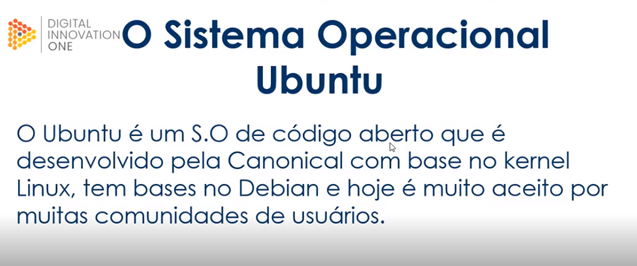 DIGITAL
INNOVATION
ONE
O Sistema Operacional
Ubuntu
O Ubuntu é um S.O de código aberto que é
desenvolvido pela Canonical com base no kernel
Linux, tem bases no Debian e hoje é muito aceito por
muitas comunidades de usuários.